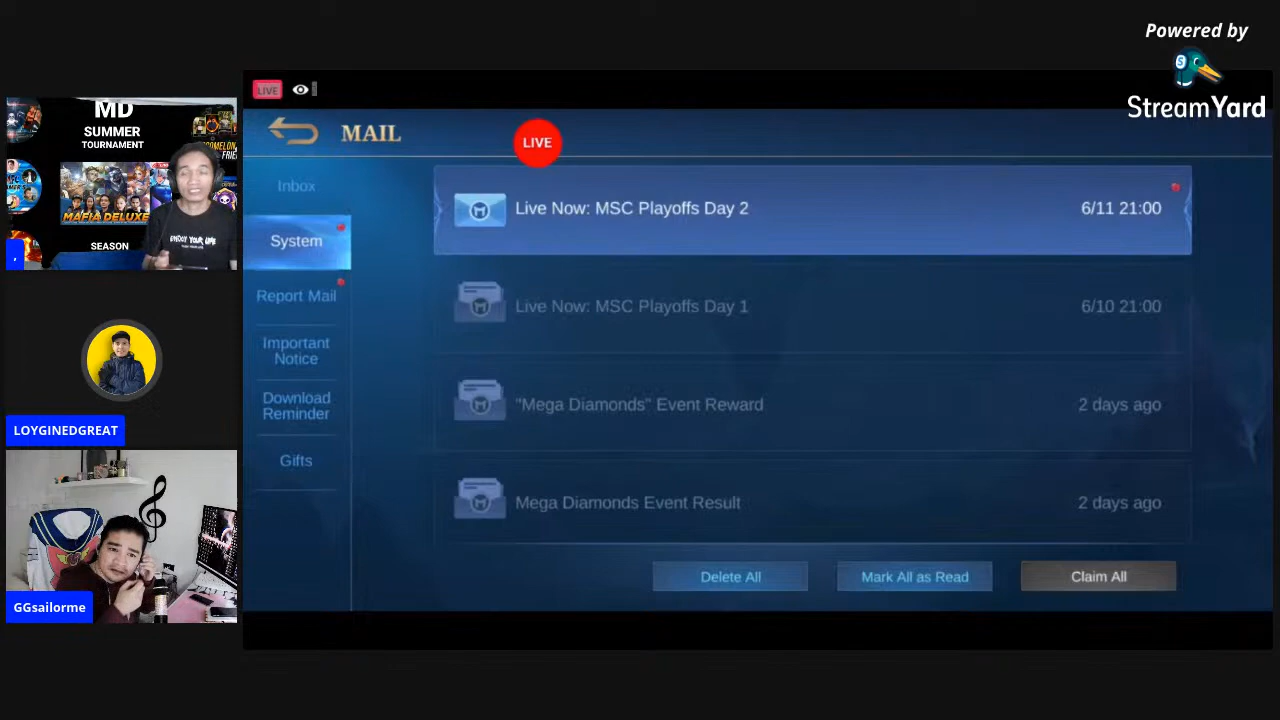 Powered by
StreamYard
LIVE
MAIL
LIVE
Inbox
System
Report Mail
Important
Notice
Download
Reminder
Gifts
Live Now: MSC Playoffs Day 2
6/11 21:00
Live Now: MSC Playoffs Day 1
6/10 21:00
"Mega Diamonds" Event Reward
2 days ago
Mega Diamonds Event Result
2 days ago
Delete All
Mark All as Read
Claim All
MD
SUMMER
TOURNAMENT
MAFIA DELUXE
SEASON
ENJOY YOUR LIFE
,
LOYGINEDGREAT
GGsailorme